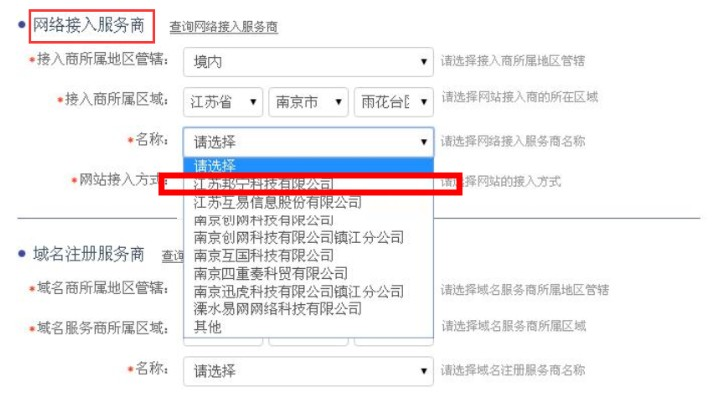 网络接入服务商 查询网络接入服务商
*接入商所属地区管辖： 境内 请选择接入商所属地区管辖
*接入商所属区域： 江苏省 南京市 雨花台 请选择网站接入商的所在区域
*名称： 请选择 请选择网络接入服务商名称
请选择
*网站接入方式： 江苏邦宁科技有限公司 请选择网站的接入方式
江苏互易信息股份有限公司
南京创网科技有限公司
南京创网科技有限公司镇江分公司
域名注册服务商 查询 南京互国科技有限公司
南京四重奏科贸有限公司
*域名商所属地区管辖： 南京迅虎科技有限公司镇江分公司 请选择域名服务商所属地区管辖
溧水易网网络科技有限公司
*域名服务商所属区域： 其他 请选择域名服务商所属区域
*名称： 请选择 请选择域名注册服务商名称